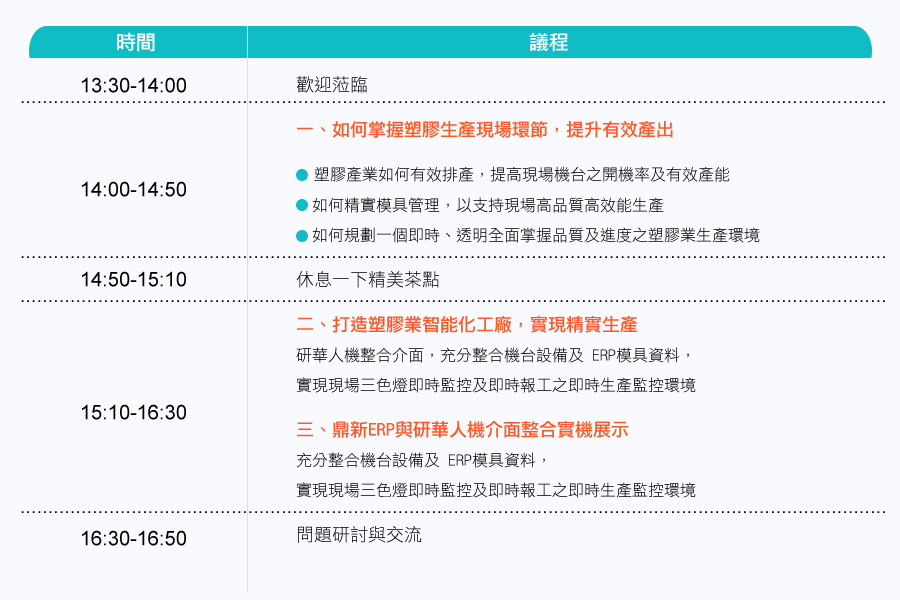 時間 議程
13:30-14:00 歡迎蒞臨
一、如何掌握塑膠生產現場環節，提升有效產出
14:00-14:50
塑膠產業如何有效排產，提高現場機台之開機率及有效產能
如何精實模具管理，以支持現場高品質高效能生產
如何規劃一個即時、透明全面掌握品質及進度之塑膠業生產環境
14:50-15:10 休息一下精美茶點
15:10-16:30
二、打造塑膠業智能化工廠，實現精實生產
研華人機整合介面，充分整合機台設備及 ERP模具資料，
實現現場三色燈即時監控及即時報工之即時生產監控環境
三、鼎新ERP與研華人機介面整合實機展示
充分整合機台設備及 ERP模具資料，
實現現場三色燈即時監控及即時報工之即時生產監控環境
16:30-16:50 問題研討與交流